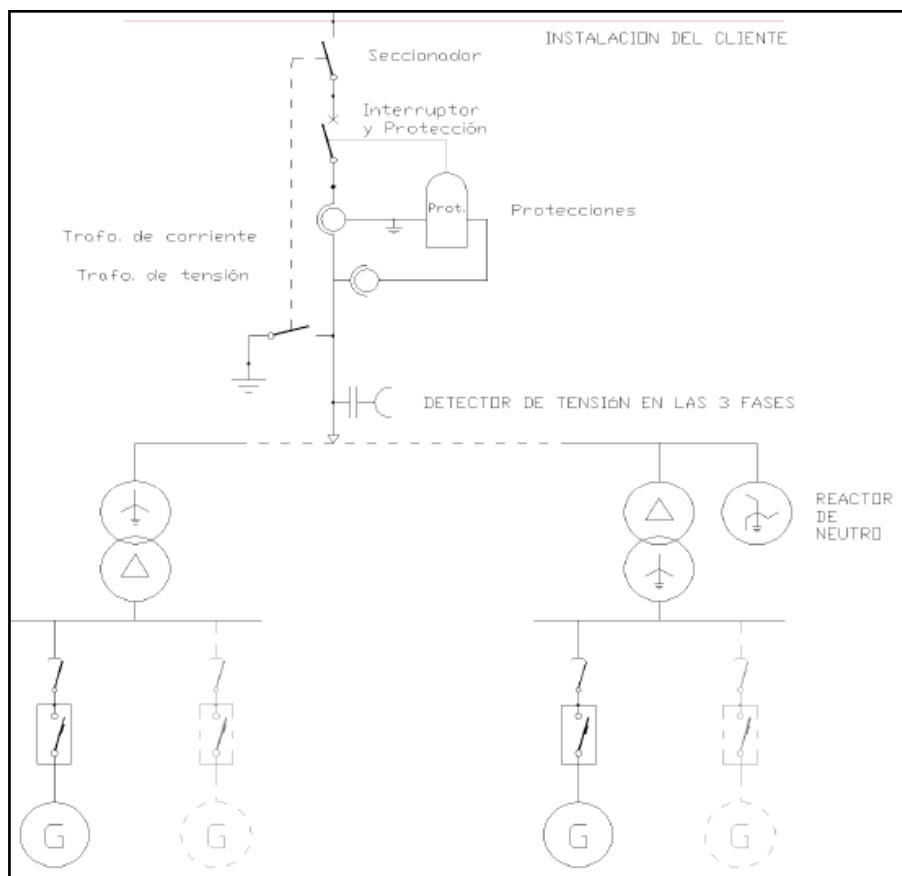 INSTALACION DEL CLIENTE
Seccionador
Interruptor
y Protección
Prot.
Protecciones
Trafo. de corriente
Trafo. de tensión
DETECTOR DE TENSIÓN EN LAS 3 FASES
REACTOR
DE
NEUTRO
G
G
G
G